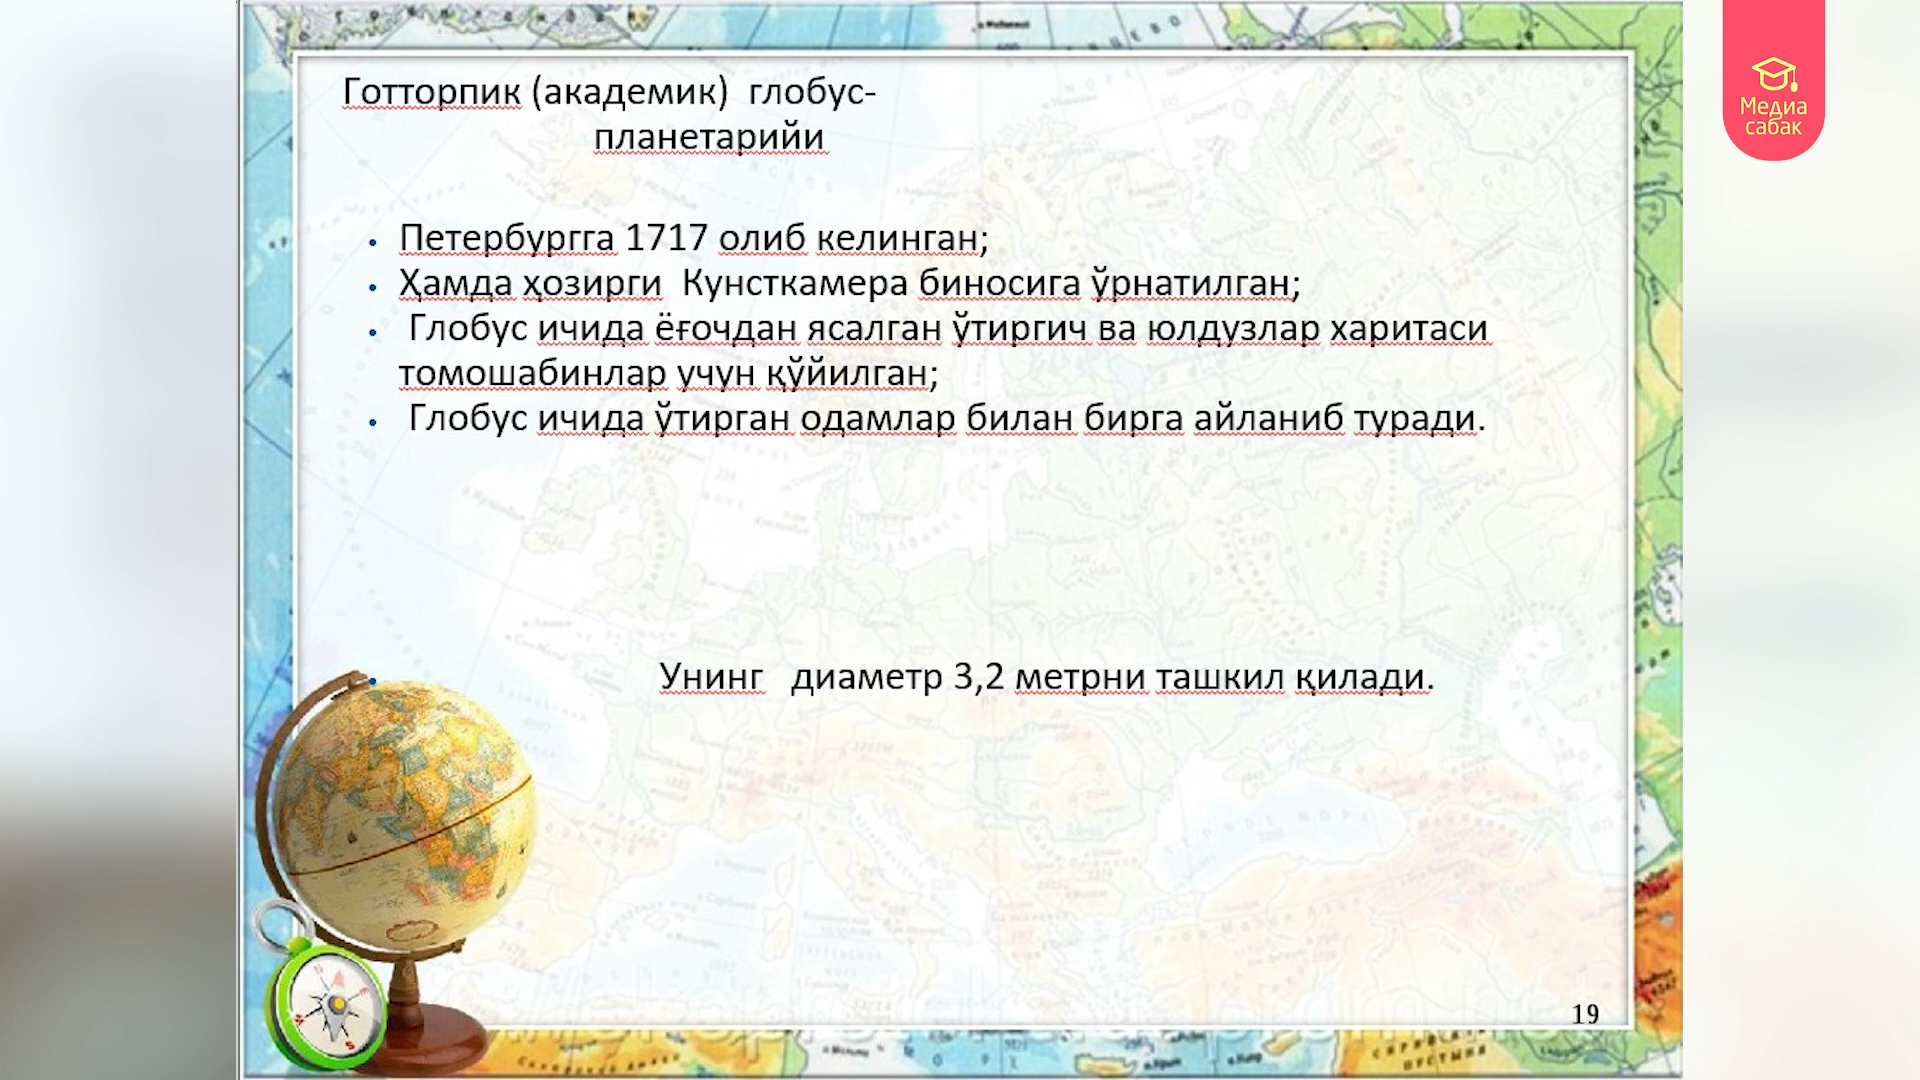 Готторпик (академик) глобус-
планетарийи
Медиа
сабак
• Петербургга 1717 олиб келинган;
• Ҳамда ҳозирги Кунсткамера биносига ўрнатилган;
• Глобус ичида ёғочдан ясалган ўтиргич ва юлдузлар харитаси
томошабинлар учун қўйилган;
• Глобус ичида ўтирган одамлар билан бирга айланиб туради.
• Унинг диаметр 3,2 метрни ташкил қилади.
19